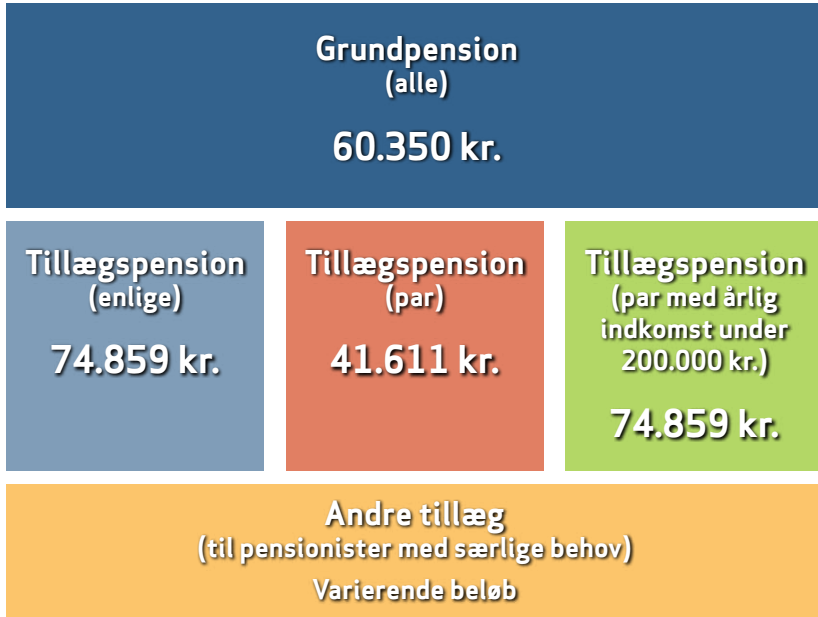 Grundpension
(alle)
60.350 kr.
Tillægspension
(enlige)
74.859 kr.
Tillægspension
(par)
41.611 kr.
Tillægspension
(par med årlig
indkomst under
200.000 kr.)
74.859 kr.
Andre tillæg
(til pensionister med særlige behov)
Varierende beløb